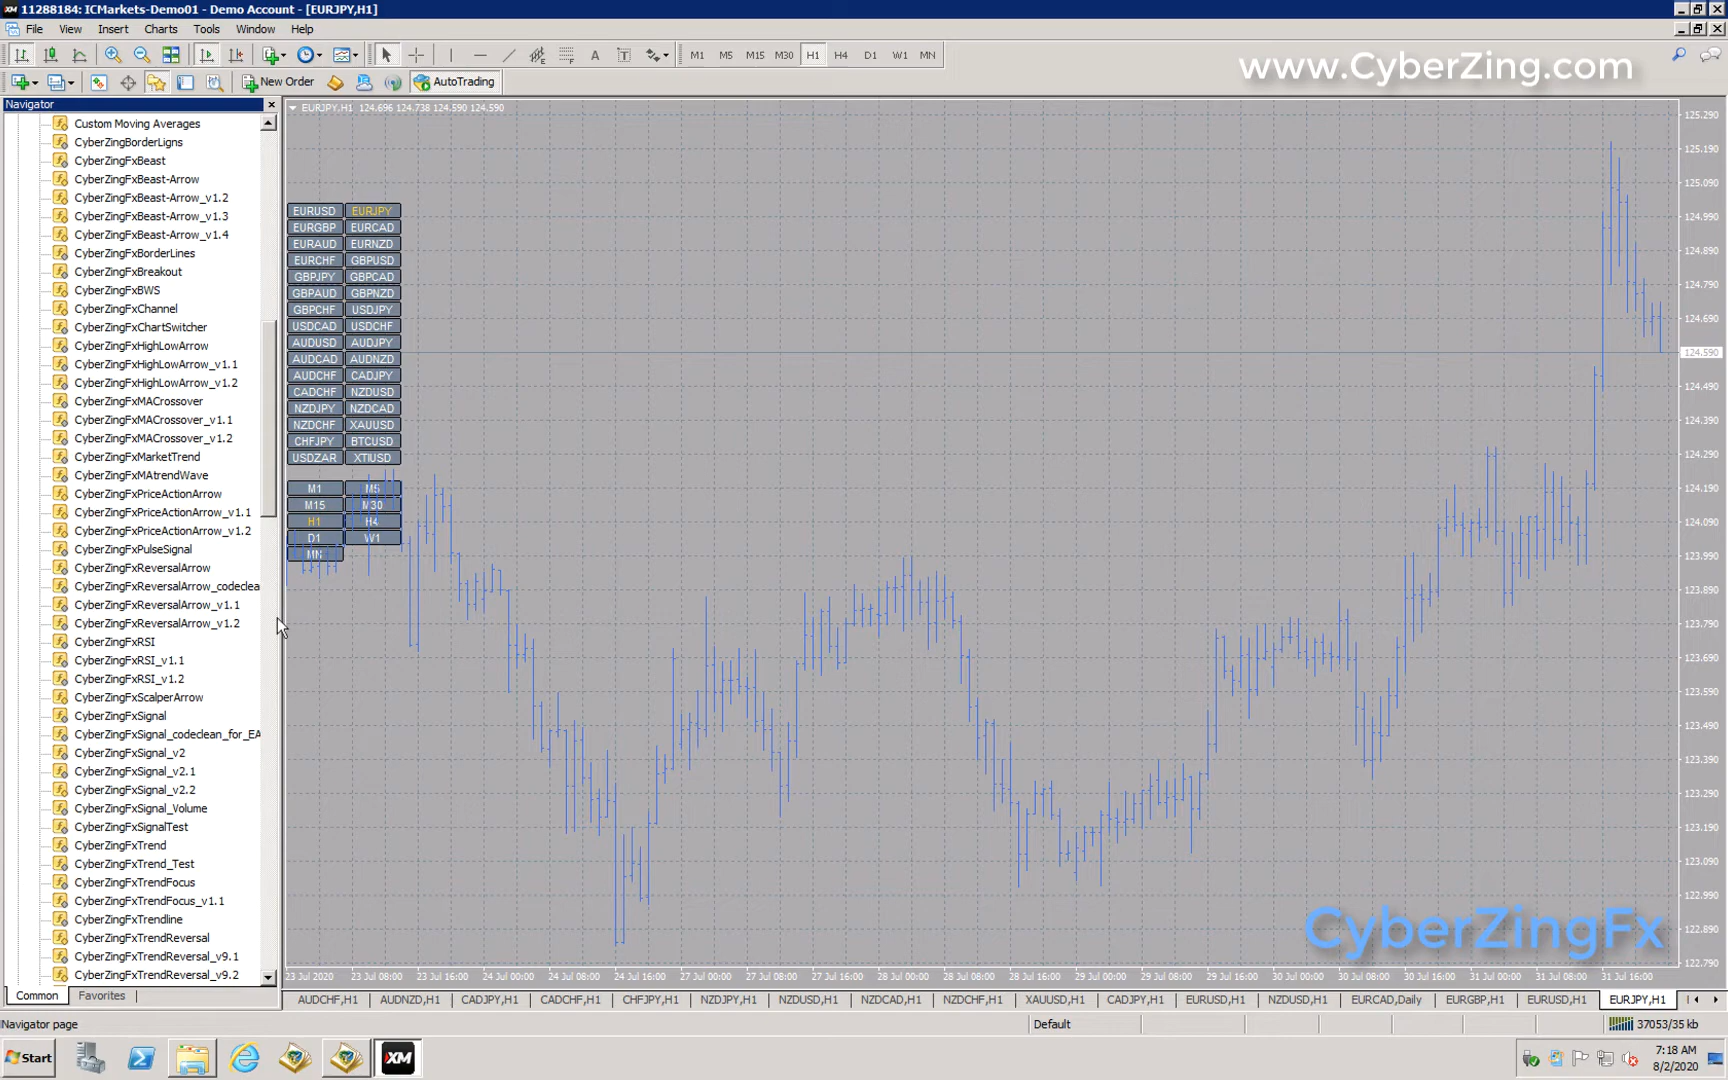 11288184: ICMarkets-Demo01 - Demo Account - [EURJPY,H1]
File View Insert Charts Tools Window Help
M1 M5 M15 M30 H1 H4 D1 W1 MN
www.CyberZing.com
New Order AutoTrading
Navigator
Custom Moving Averages
CyberZingBorderLigns
CyberZingFxBeast
CyberZingFxBeast-Arrow
CyberZingFxBeast-Arrow_v1.2
CyberZingFxBeast-Arrow_v1.3
CyberZingFxBeast-Arrow_v1.4
CyberZingFxBorderLines
CyberZingFxBreakout
CyberZingFxBWS
CyberZingFxChannel
CyberZingFxChartSwitcher
CyberZingFxHighLowArrow
CyberZingFxHighLowArrow_v1.1
CyberZingFxHighLowArrow_v1.2
CyberZingFxMACrossover
CyberZingFxMACrossover_v1.1
CyberZingFxMACrossover_v1.2
CyberZingFxMarketTrend
CyberZingFxMAtrendWave
CyberZingFxPriceActionArrow
CyberZingFxPriceActionArrow_v1.1
CyberZingFxPriceActionArrow_v1.2
CyberZingFxPulseSignal
CyberZingFxReversalArrow
CyberZingFxReversalArrow_codeclea
CyberZingFxReversalArrow_v1.1
CyberZingFxReversalArrow_v1.2
CyberZingFxRSI
CyberZingFxRSI_v1.1
CyberZingFxRSI_v1.2
CyberZingFxScalperArrow
CyberZingFxSignal
CyberZingFxSignal_codeclean_for_EA
CyberZingFxSignal_v2
CyberZingFxSignal_v2.1
CyberZingFxSignal_v2.2
CyberZingFxSignal_Volume
CyberZingFxSignalTest
CyberZingFxTrend
CyberZingFxTrend_Test
CyberZingFxTrendFocus
CyberZingFxTrendFocus_v1.1
CyberZingFxTrendline
CyberZingFxTrendReversal
CyberZingFxTrendReversal_v9.1
CyberZingFxTrendReversal_v9.2
Common Favorites
EURJPY,H1 124.696 124.738 124.590 124.590
EURUSD EURJPY
EURGBP EURCAD
EURAUD EURNZD
EURCHF GBPUSD
GBPJPY GBPCAD
GBPAUD GBPNZD
GBPCHF USDJPY
USDCAD USDCHF
AUDUSD AUDJPY
AUDCAD AUDNZD
AUDCHF CADJPY
CADCHF NZDUSD
NZDJPY NZDCAD
NZDCHF XAUUSD
CHFJPY BTCUSD
USDZAR XTIUSD
M1 M5
M15 M30
H1 H4
D1 W1
MN
125.290
125.190
125.090
124.990
124.890
124.790
124.690
124.590
124.490
124.390
124.290
124.190
124.090
123.990
123.890
123.790
123.690
123.590
123.490
123.390
123.290
123.190
123.090
122.990
122.890
122.790
CyberZingFx
23 Jul 2020 23 Jul 08:00 23 Jul 16:00 24 Jul 00:00 24 Jul 08:00 24 Jul 16:00 27 Jul 00:00 27 Jul 08:00 27 Jul 16:00 28 Jul 00:00 28 Jul 08:00 28 Jul 16:00 29 Jul 00:00 29 Jul 08:00 29 Jul 16:00 30 Jul 00:00 30 Jul 08:00 30 Jul 16:00 31 Jul 00:00 31 Jul 08:00 31 Jul 16:00
AUDCHF,H1 AUDNZD,H1 CADJPY,H1 CADCHF,H1 CHFJPY,H1 NZDJPY,H1 NZDUSD,H1 NZDCAD,H1 NZDCHF,H1 XAUUSD,H1 CADJPY,H1 EURUSD,H1 NZDUSD,H1 EURCAD,Daily EURGBP,H1 EURUSD,H1 EURJPY,H1
Navigator page Default 37053/35 kb
Start XM 7:18 AM
8/2/2020